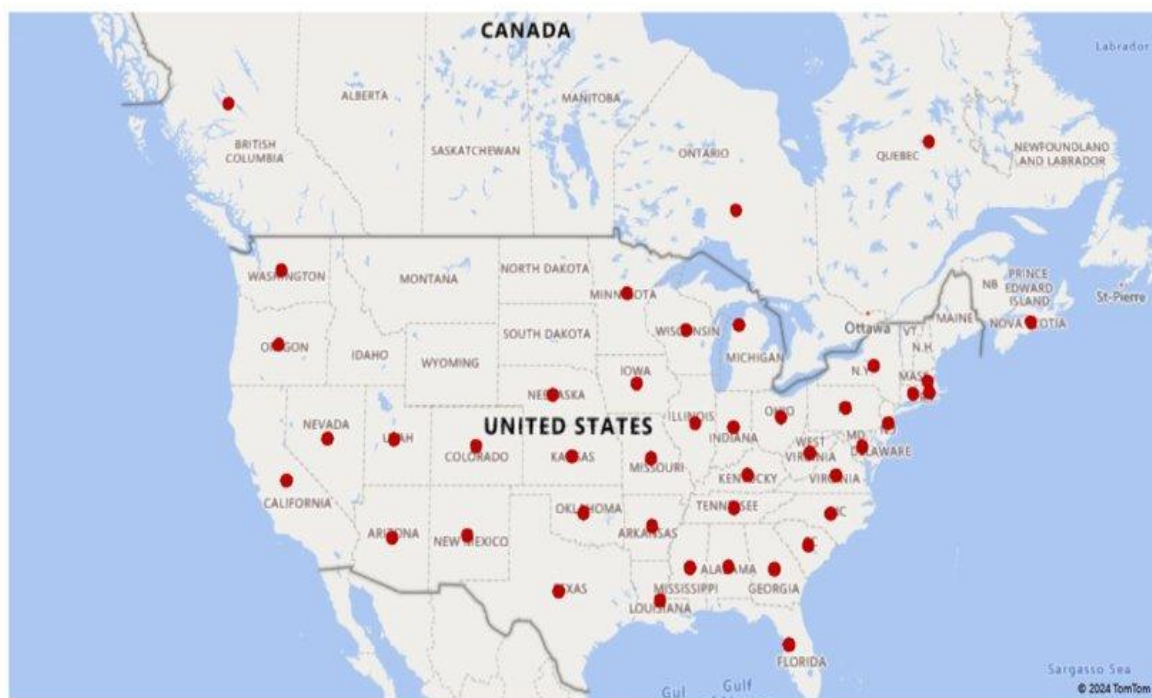 CANADA
Labrador
ALBERTA
MANITOBA
BRITISH
COLUMBIA
SASKATCHEWAN
ONTARIO
QUEBEC
NEWFOUNDLAND
AND LABRADOR
WASHINGTON
MONTANA
NORTH DAKOTA
MINNESOTA
NB
PRINCE
EDWARD
ISLAND
St-Pierre
NOVA SCOTIA
SOUTH DAKOTA
WISCONSIN
MICHIGAN
Ottawa
VT.
MAINE
N.H.
OREGON
IDAHO
WYOMING
IOWA
N.Y.
MASS.
NEBRASKA
NEVADA
UTAH
COLORADO
UNITED STATES
KANSAS
MISSOURI
ILLINOIS
INDIANA
OHIO
WEST
VIRGINIA
MD.
NJ
DELAWARE
KENTUCKY
VIRGINIA
CALIFORNIA
ARIZONA
NEW MEXICO
OKLAHOMA
ARKANSAS
TENNESSEE
NC
TEXAS
LOUISIANA
MISSISSIPPI
ALABAMA
GEORGIA
FLORIDA
Gul
Gulf
Sargasso Sea
© 2024 TomTom